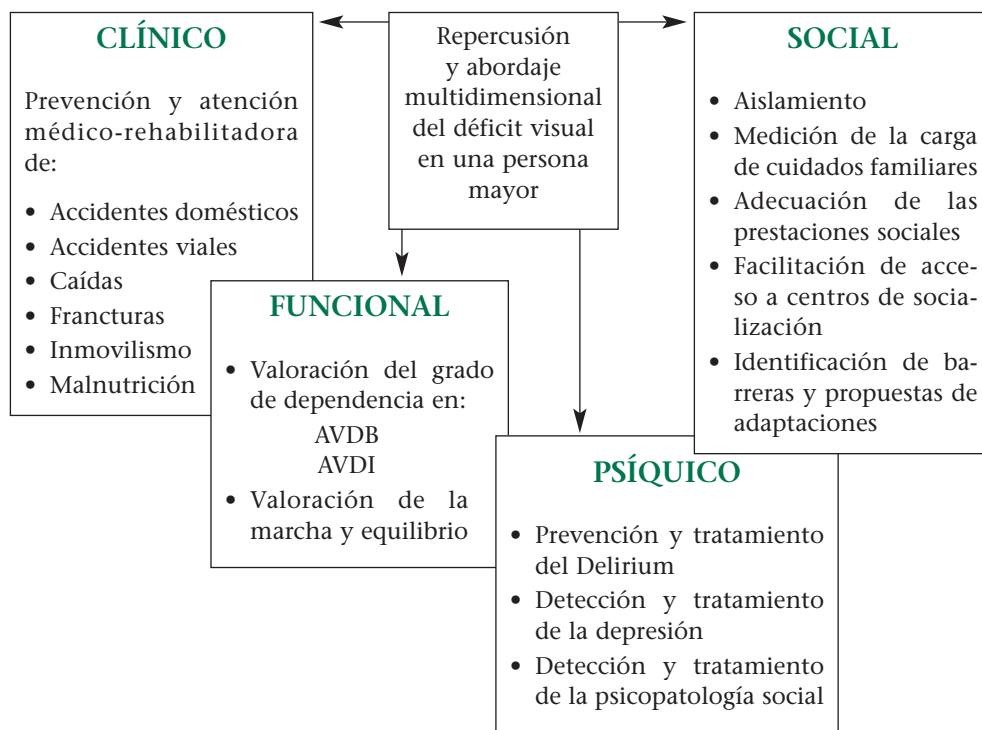 CLÍNICO
Prevención y atención
médico-rehabilitadora
de:
• Accidentes domésticos
• Accidentes viales
• Caídas
• Francturas
• Inmovilismo
• Malnutrición
Repercusión
y abordaje
multidimensional
del déficit visual
en una persona
mayor
SOCIAL
• Aislamiento
• Medición de la carga
de cuidados familiares
• Adecuación de las
prestaciones sociales
• Facilitación de acce-
so a centros de socia-
lización
• Identificación de ba-
rreras y propuestas de
adaptaciones
FUNCIONAL
• Valoración del grado
de dependencia en:
AVDB
AVDI
• Valoración de la
marcha y equilibrio
PSÍQUICO
• Prevención y tratamiento
del Delirium
• Detección y tratamiento
de la depresión
• Detección y tratamiento
de la psicopatología social